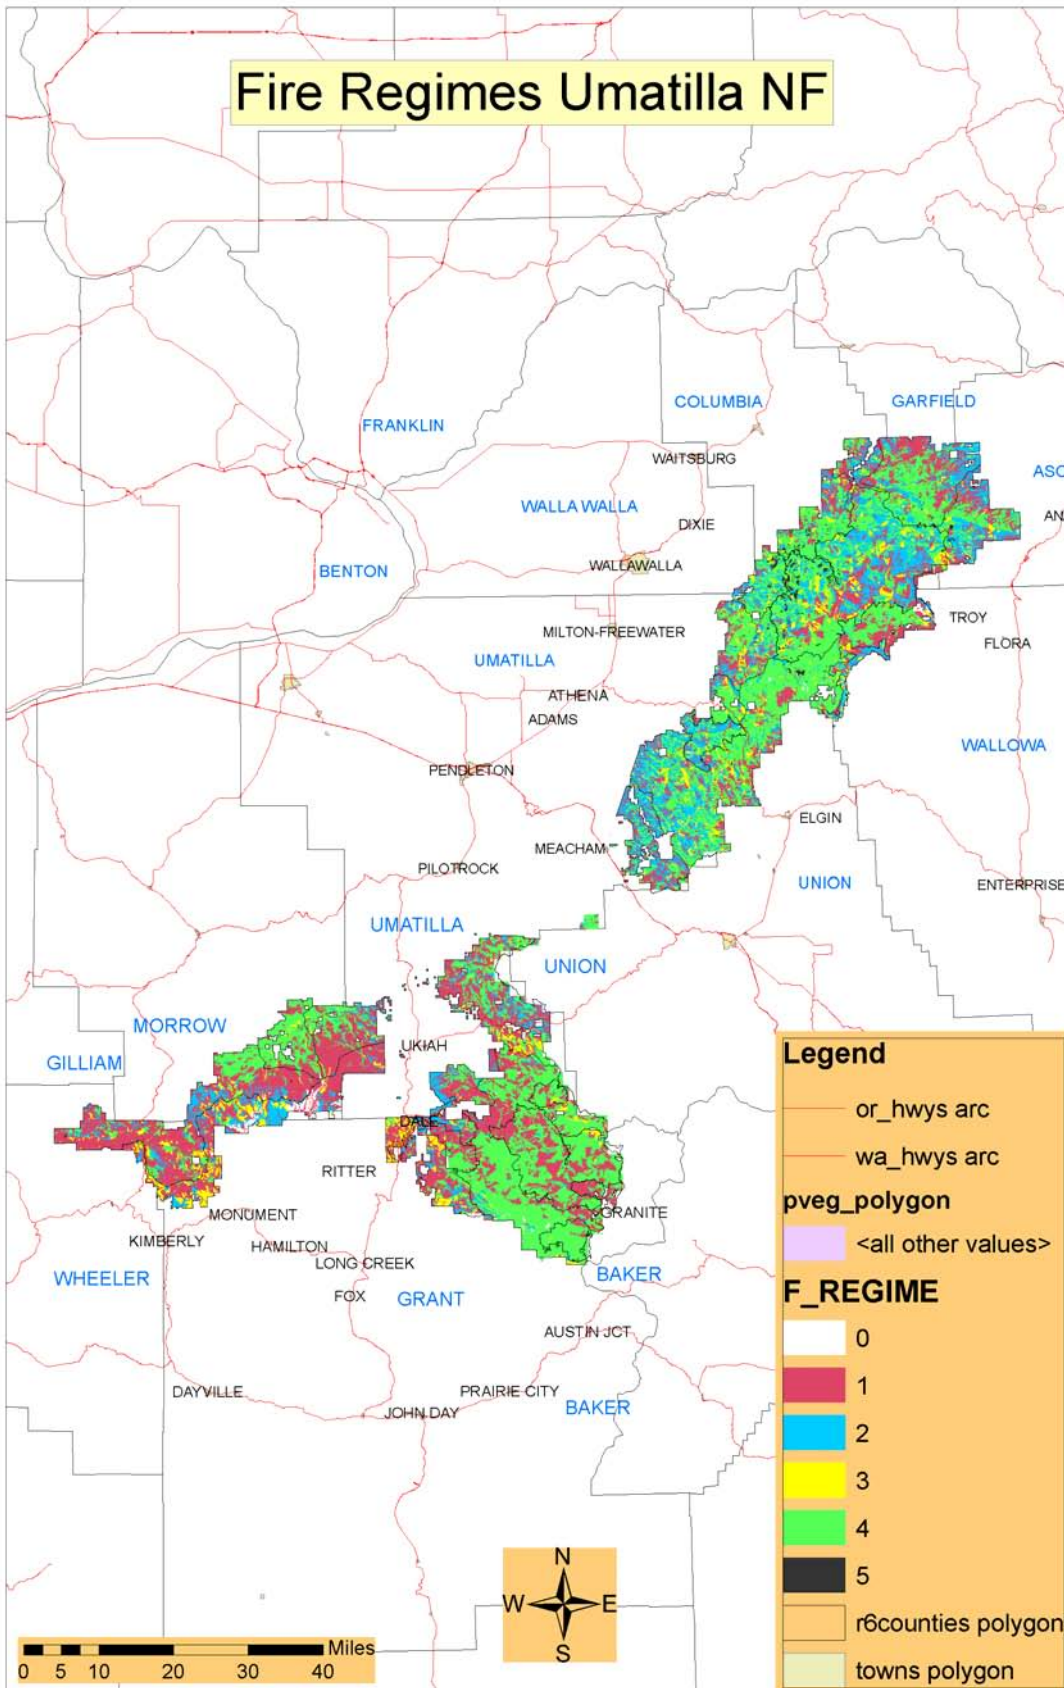 Fire Regimes Umatilla NF
COLUMBIA
GARFIELD
FRANKLIN
WAITSBURG
ASO
WALLA WALLA
AN
DIXIE
BENTON
WALLAWALLA
TROY
MILTON-FREEWATER
FLORA
UMATILLA
ATHENA
ADAMS
WALLOWA
PENDLETON
ELGIN
MEACHAM
PILOTROCK
UNION
ENTERPRISE
UMATILLA
UNION
MORROW
UKIAH
GILLIAM
DALE
RITTER
MONUMENT
GRANITE
KIMBERLY
HAMILTON
LONG CREEK
WHEELER
BAKER
FOX
GRANT
AUSTIN JCT
DAYVILLE
PRAIRIE CITY
BAKER
JOHN DAY
Legend
or_hwys arc
wa_hwys arc
pveg_polygon
<all other values>
F_REGIME
0
1
2
3
4
5
r6counties polygon
towns polygon
N
W E
S
Miles
0 5 10 20 30 40